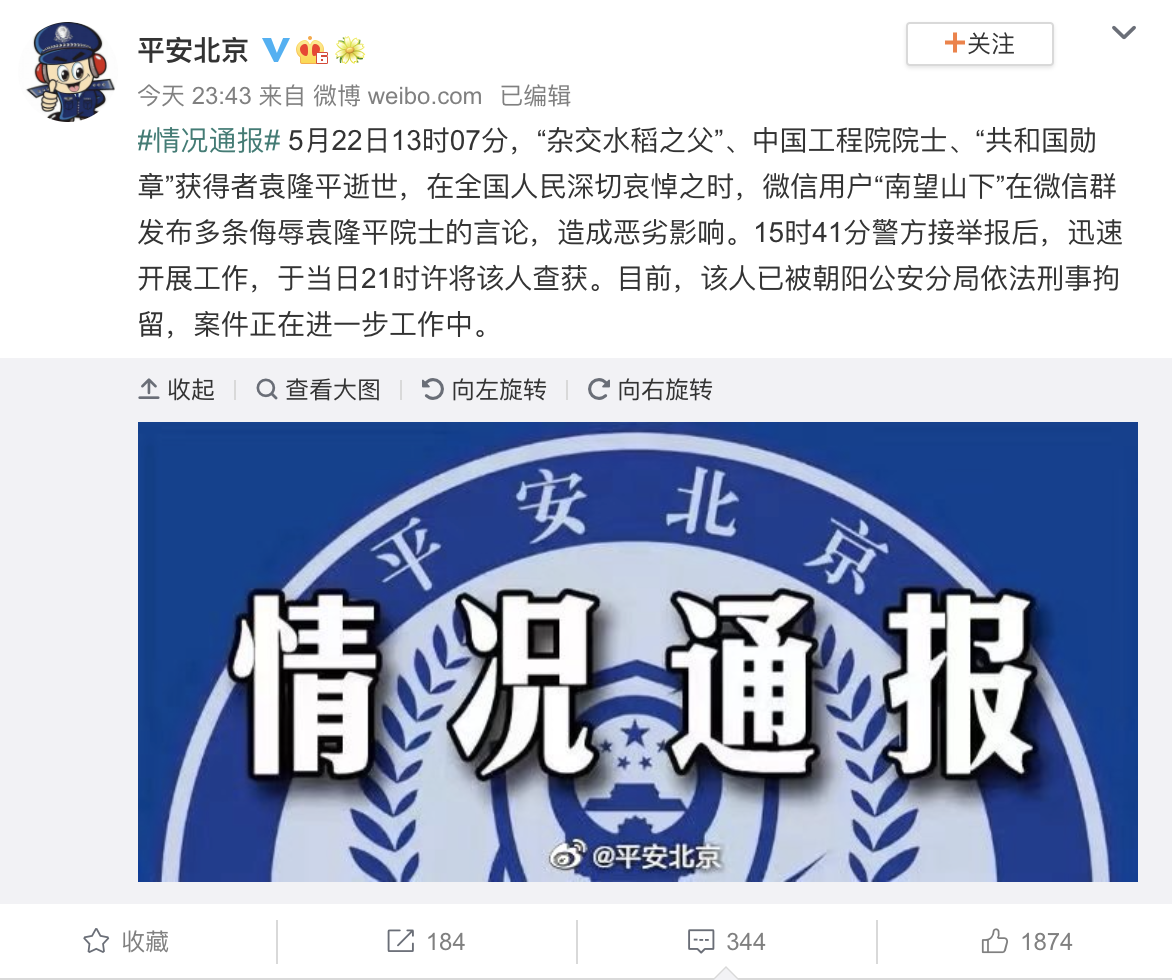 平安北京
+关注
今天 23:43 来自 微博 weibo.com 已编辑
#情况通报# 5月22日13时07分，“杂交水稻之父”、中国工程院院士、“共和国勋
章”获得者袁隆平逝世，在全国人民深切哀悼之时，微信用户“南望山下”在微信群
发布多条侮辱袁隆平院士的言论，造成恶劣影响。15时41分警方接举报后，迅速
开展工作，于当日21时许将该人查获。目前，该人已被朝阳公安分局依法刑事拘
留，案件正在进一步工作中。
收起 查看大图 向左旋转 向右旋转
平安北京
情况通报
@平安北京
收藏 184 344 1874